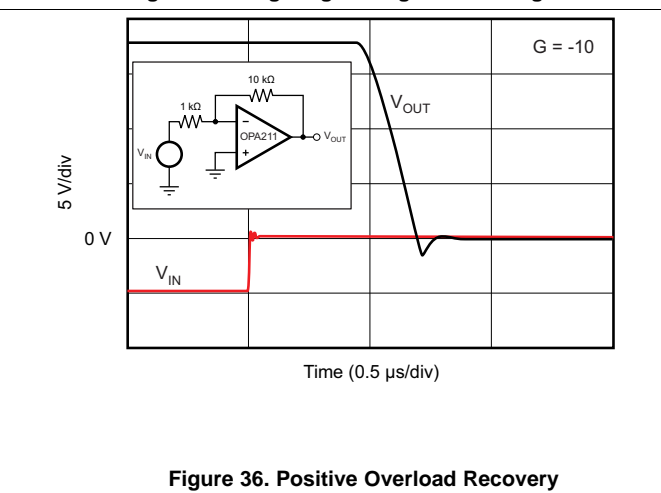 G = -10
10 kΩ
1 kΩ
V_OUT
OPA211
−
+
V_IN
V_OUT
5 V/div
0 V
V_IN
Time (0.5 μs/div)
Figure 36. Positive Overload Recovery